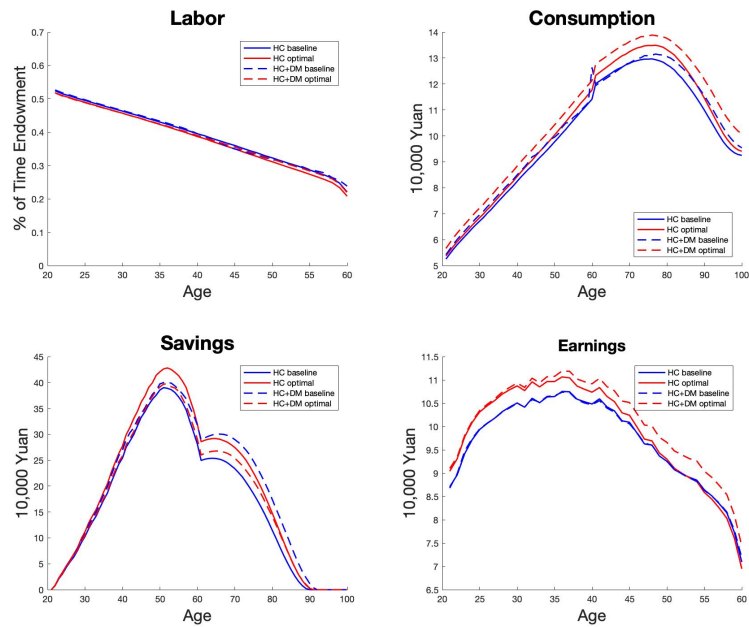 Labor
% of Time Endowment
0.7
0.6
0.5
0.4
0.3
0.2
0.1
0
20 25 30 35 40 45 50 55 60
Age
HC baseline
HC optimal
HC+DM baseline
HC+DM optimal
Consumption
10,000 Yuan
14
13
12
11
10
9
8
7
6
5
20 30 40 50 60 70 80 90 100
Age
HC baseline
HC optimal
HC+DM baseline
HC+DM optimal
Savings
10,000 Yuan
45
40
35
30
25
20
15
10
5
0
20 30 40 50 60 70 80 90 100
Age
HC baseline
HC optimal
HC+DM baseline
HC+DM optimal
Earnings
10,000 Yuan
11.5
11
10.5
10
9.5
9
8.5
8
7.5
7
6.5
20 25 30 35 40 45 50 55 60
Age
HC baseline
HC optimal
HC+DM baseline
HC+DM optimal